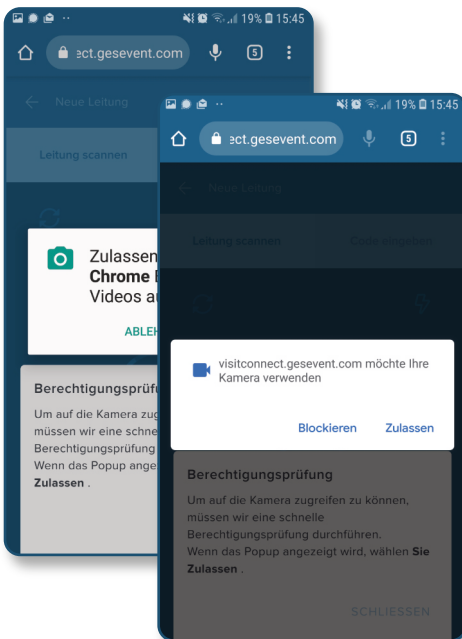 19% 15:45
ect.gesevent.com 5
Neue Leitung
Leitung scannen
Zulassen
Chrome
Videos au
ABLEH
Berechtigungsprüfu
Um auf die Kamera zug
müssen wir eine schne
Berechtigungsprüfung
Wenn das Popup ange
Zulassen .
19% 15:45
ect.gesevent.com 5
Neue Leitung
Leitung scannen Code eingeben
visitconnect.gesevent.com möchte Ihre
Kamera verwenden
Blockieren Zulassen
Berechtigungsprüfung
Um auf die Kamera zugreifen zu können,
müssen wir eine schnelle
Berechtigungsprüfung durchführen.
Wenn das Popup angezeigt wird, wählen Sie
Zulassen .
SCHLIESSEN